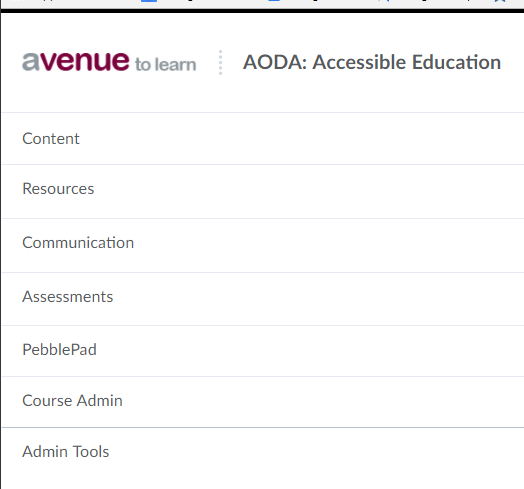 avenue to learn AODA: Accessible Education
Content
Resources
Communication
Assessments
PebblePad
Course Admin
Admin Tools